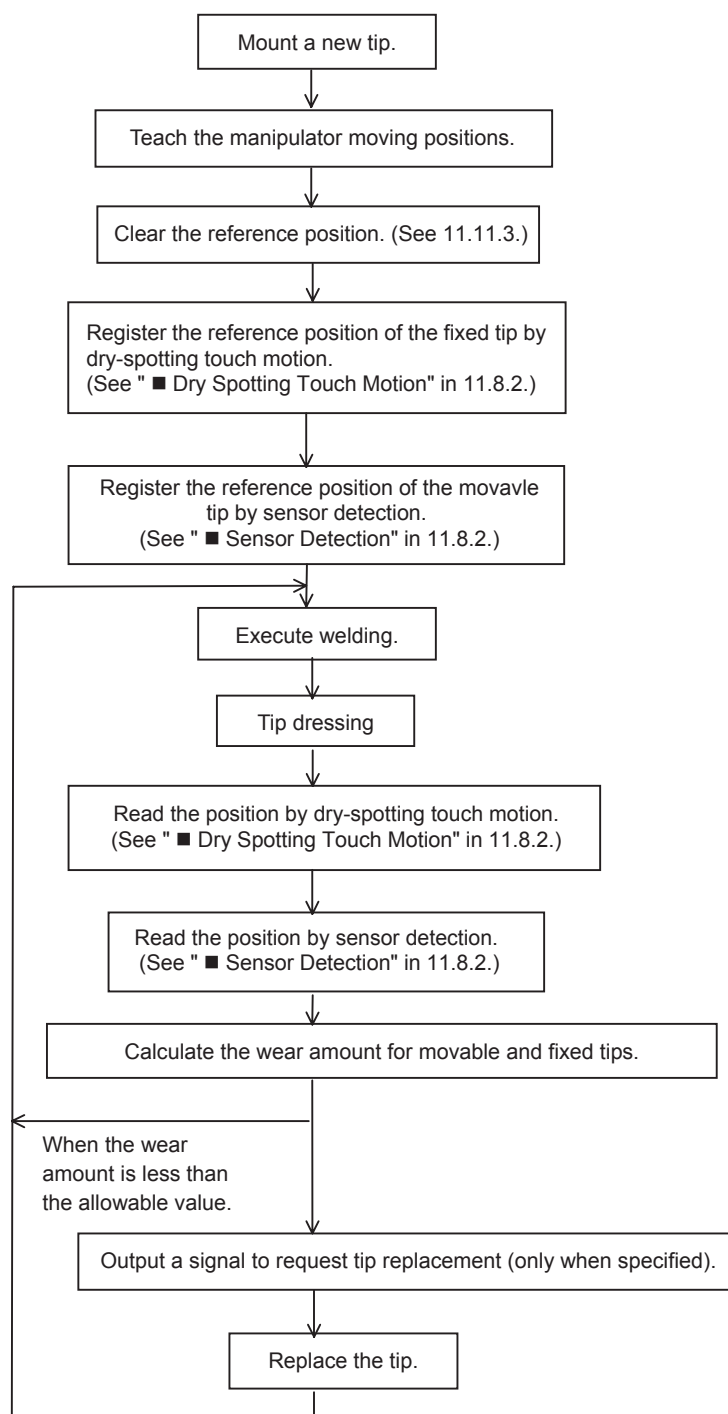 Mount a new tip.
Teach the manipulator moving positions.
Clear the reference position. (See 11.11.3.)
Register the reference position of the fixed tip by
dry-spotting touch motion.
(See " ■ Dry Spotting Touch Motion" in 11.8.2.)
Register the reference position of the movavle
tip by sensor detection.
(See " ■ Sensor Detection" in 11.8.2.)
Execute welding.
Tip dressing
Read the position by dry-spotting touch motion.
(See " ■ Dry Spotting Touch Motion" in 11.8.2.)
Read the position by sensor detection.
(See " ■ Sensor Detection" in 11.8.2.)
Calculate the wear amount for movable and fixed tips.
When the wear
amount is less than
the allowable value.
Output a signal to request tip replacement (only when specified).
Replace the tip.